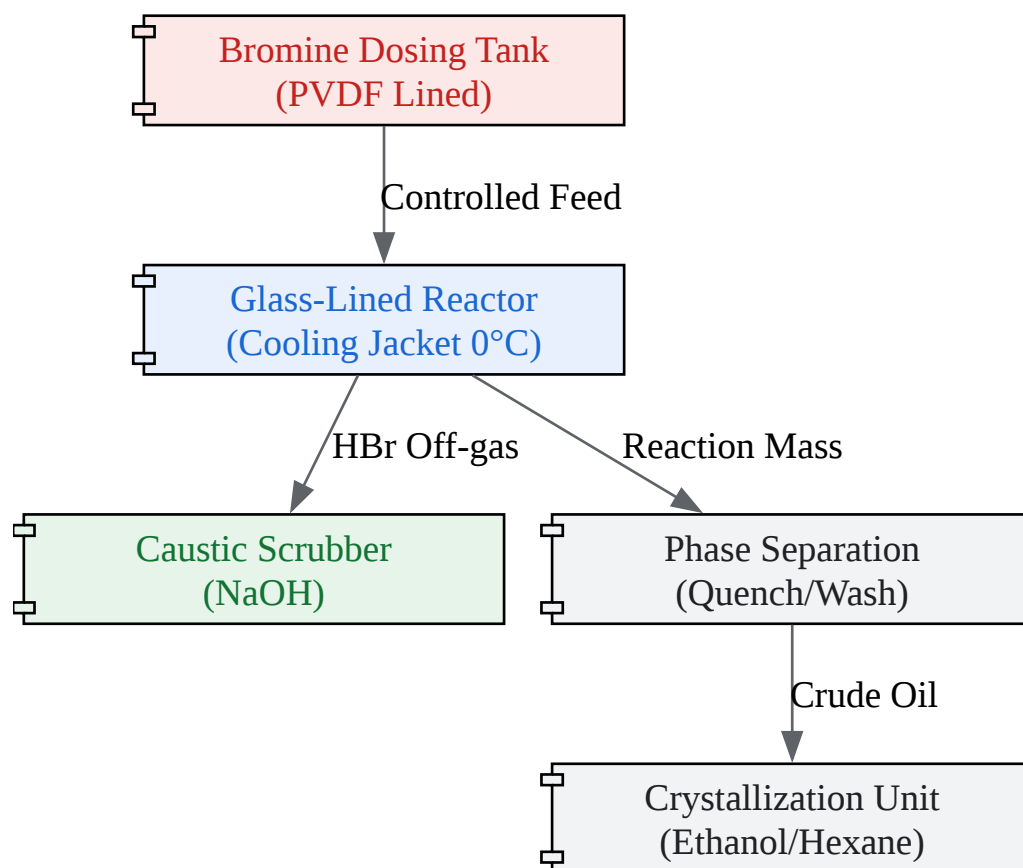 Bromine Dosing Tank
(PVDF Lined)
Controlled Feed
Glass-Lined Reactor
(Cooling Jacket 0°C)
HBr Off-gas
Reaction Mass
Caustic Scrubber
(NaOH)
Phase Separation
(Quench/Wash)
Crude Oil
Crystallization Unit
(Ethanol/Hexane)